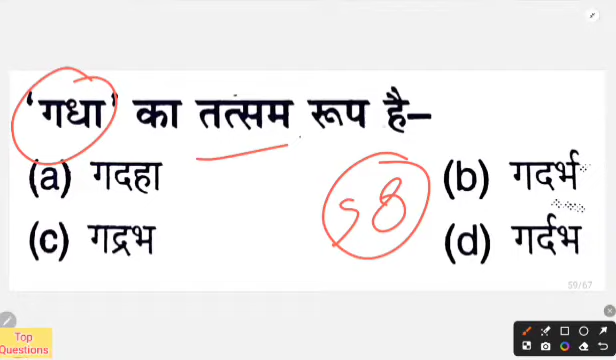 'गधा' का तत्सम रूप है–
(a) गदहा (b) गदर्भ
58
(c) गद्रभ (d) गर्दभ
59/67
Top
Questions